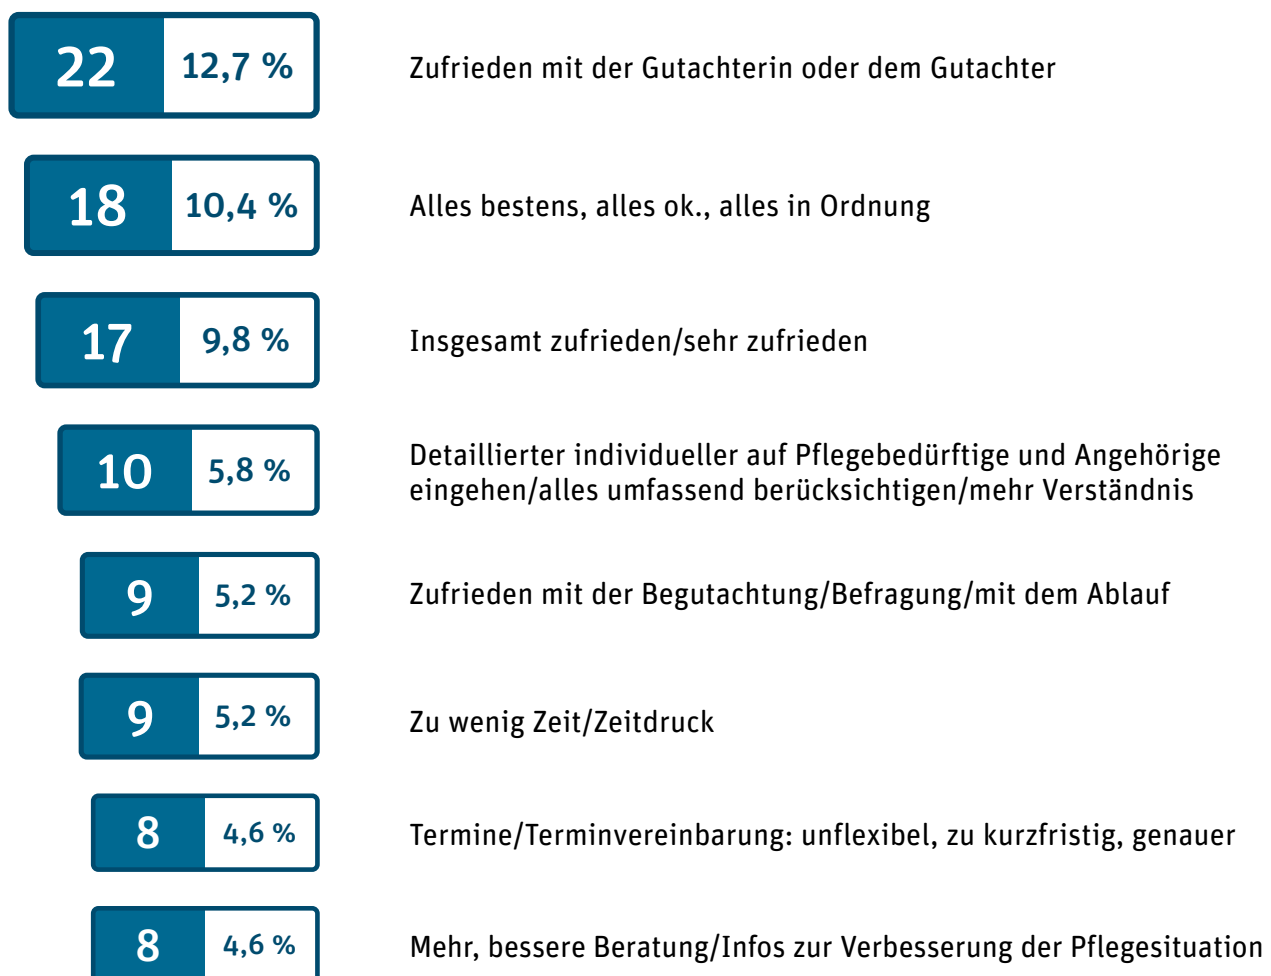 22 12,7 % Zufrieden mit der Gutachterin oder dem Gutachter
18 10,4 % Alles bestens, alles ok., alles in Ordnung
17 9,8 % Insgesamt zufrieden/sehr zufrieden
10 5,8 % Detaillierter individueller auf Pflegebedürftige und Angehörige
eingehen/alles umfassend berücksichtigen/mehr Verständnis
9 5,2 % Zufrieden mit der Begutachtung/Befragung/mit dem Ablauf
9 5,2 % Zu wenig Zeit/Zeitdruck
8 4,6 % Termine/Terminvereinbarung: unflexibel, zu kurzfristig, genauer
8 4,6 % Mehr, bessere Beratung/Infos zur Verbesserung der Pflegesituation